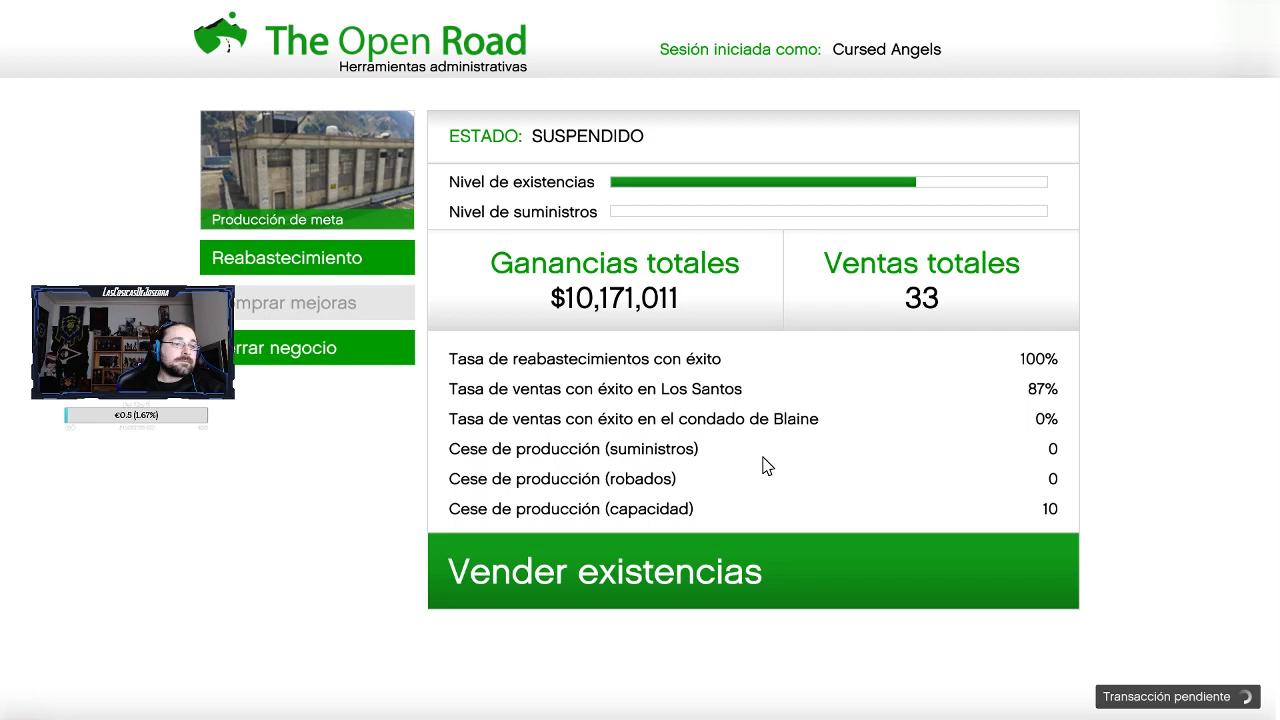 The Open Road
Herramientas administrativas
Sesión iniciada como: Cursed Angels
Producción de meta
Reabastecimiento
mprar mejoras
errar negocio
LasCosicasDeJoserra
€0.5 (1.67%)
ESTADO: SUSPENDIDO
Nivel de existencias
Nivel de suministros
Ganancias totales
$10,171,011
Ventas totales
33
Tasa de reabastecimientos con éxito 100%
Tasa de ventas con éxito en Los Santos 87%
Tasa de ventas con éxito en el condado de Blaine 0%
Cese de producción (suministros) 0
Cese de producción (robados) 0
Cese de producción (capacidad) 10
Vender existencias
Transacción pendiente